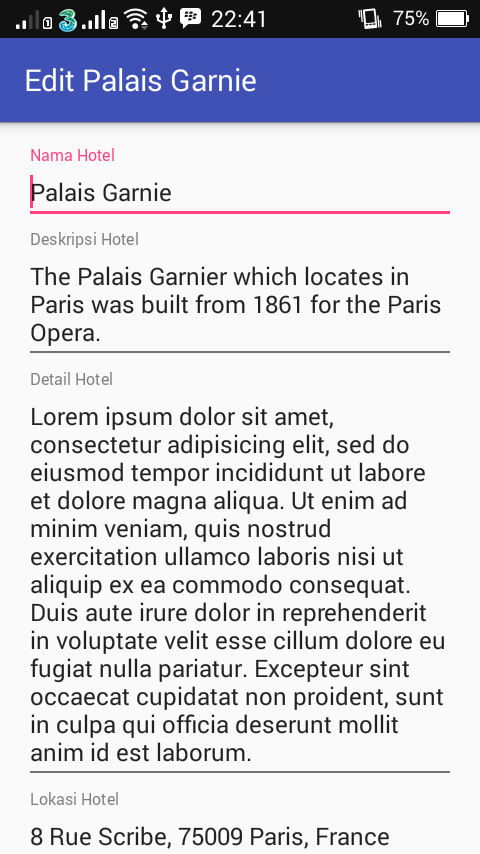 1 3 2 22:41 75%
Edit Palais Garnie
Nama Hotel
Palais Garnie
Deskripsi Hotel
The Palais Garnier which locates in
Paris was built from 1861 for the Paris
Opera.
Detail Hotel
Lorem ipsum dolor sit amet,
consectetur adipisicing elit, sed do
eiusmod tempor incididunt ut labore
et dolore magna aliqua. Ut enim ad
minim veniam, quis nostrud
exercitation ullamco laboris nisi ut
aliquip ex ea commodo consequat.
Duis aute irure dolor in reprehenderit
in voluptate velit esse cillum dolore eu
fugiat nulla pariatur. Excepteur sint
occaecat cupidatat non proident, sunt
in culpa qui officia deserunt mollit
anim id est laborum.
Lokasi Hotel
8 Rue Scribe, 75009 Paris, France